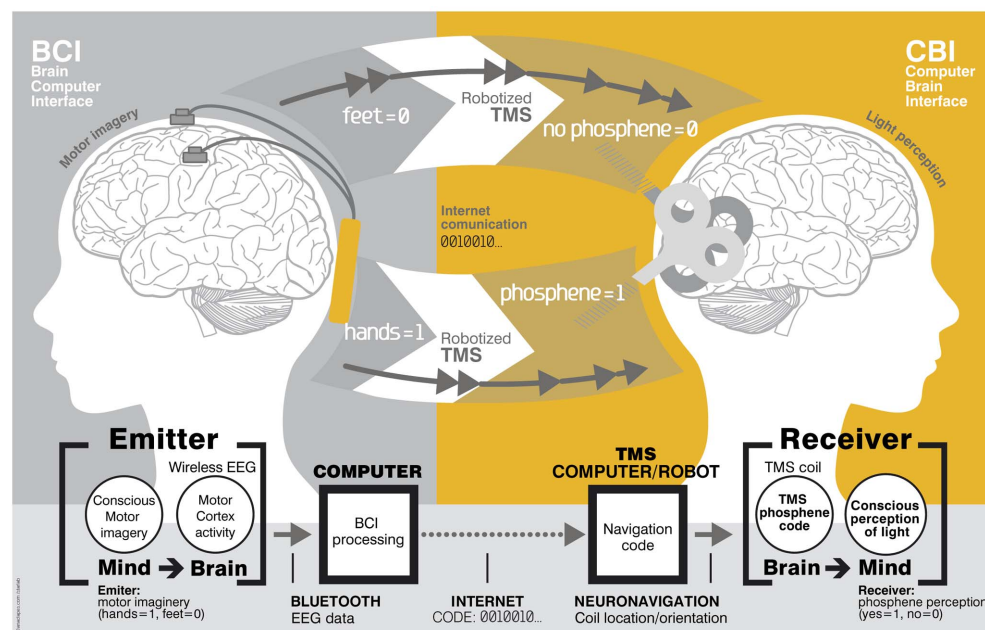 BCI
Brain
Computer
Interface
CBI
Computer
Brain
Interface
Motor imagery
Light perception
feet=0
Robotized
TMS
no phosphene=0
Internet
comunication
0010010...
phosphene=1
hands=1
Robotized
TMS
Emitter
Wireless EEG
Conscious
Motor
imagery
Motor
Cortex
activity
Mind
Brain
Emiter:
motor imaginery
(hands=1, feet=0)
COMPUTER
BCI
processing
BLUETOOTH
EEG data
INTERNET
CODE: 0010010...
TMS
COMPUTER/ROBOT
Navigation
code
NEURONAVIGATION
Coil location/orientation
Receiver
TMS coil
TMS
phosphene
code
Conscious
perception
of light
Brain
Mind
Receiver:
phosphene perception
(yes=1, no=0)